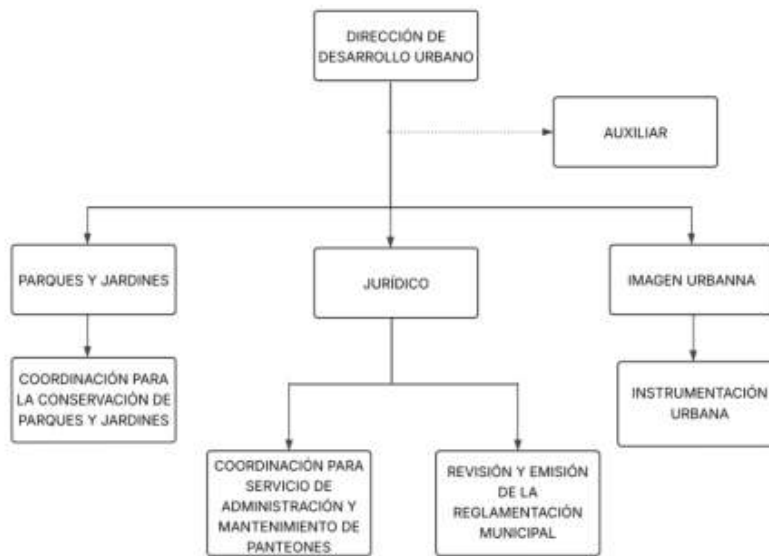 DIRECCIÓN DE
DESARROLLO URBANO
AUXILIAR
PARQUES Y JARDINES
JURÍDICO
IMAGEN URBANNA
COORDINACIÓN PARA
LA CONSERVACIÓN DE
PARQUES Y JARDINES
INSTRUMENTACIÓN
URBANA
COORDINACIÓN PARA
SERVICIO DE
ADMINISTRACIÓN Y
MANTENIMIENTO DE
PANTEONES
REVISIÓN Y EMISIÓN
DE LA
REGLAMENTACIÓN
MUNICIPAL